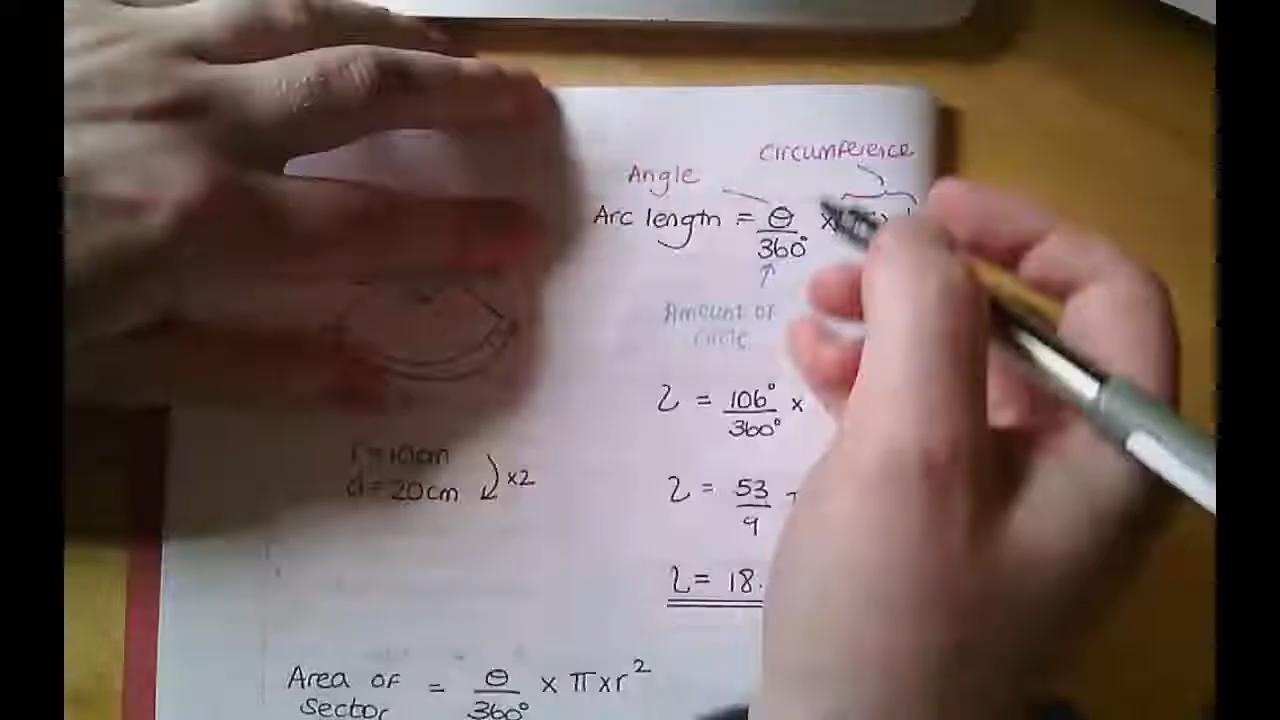 circumference
Angle
Arc length = θ/360° ×
Amount of
circle
l = 106°/360° ×
r = 10cm
d = 20cm
×2
l = 53/9
l = 18.
Area of sector = θ/360° × π×r²